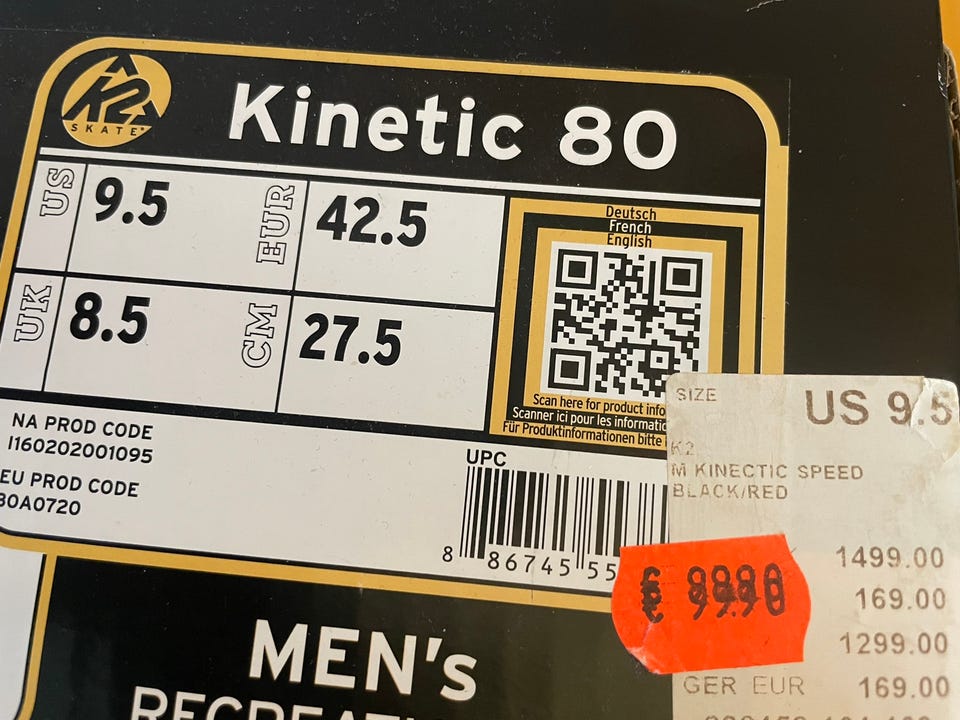 K2
SKATE
Kinetic 80
US 9.5 EUR 42.5
UK 8.5 CM 27.5
Deutsch
French
English
Scan here for product info
Scanner ici pour les
Für Produktinformationen bitte
NA PROD CODE
I160202001095
EU PROD CODE
30A0720
UPC
8 86745 55
MEN's
SIZE US 9.5
K2
M KINECTIC SPEED
BLACK/RED
1499.00
169.00
1299.00
GER EUR 169.00
€